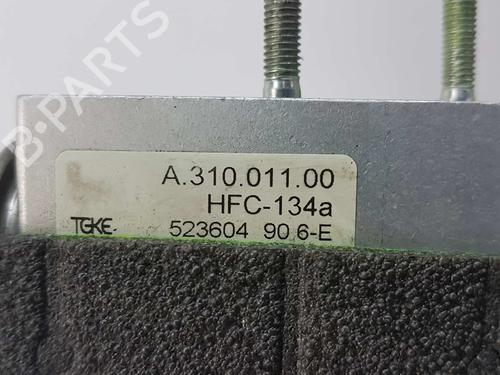 B-PARTS
A.310.011.00
HFC-134a
TGKE 523604 90 6-E